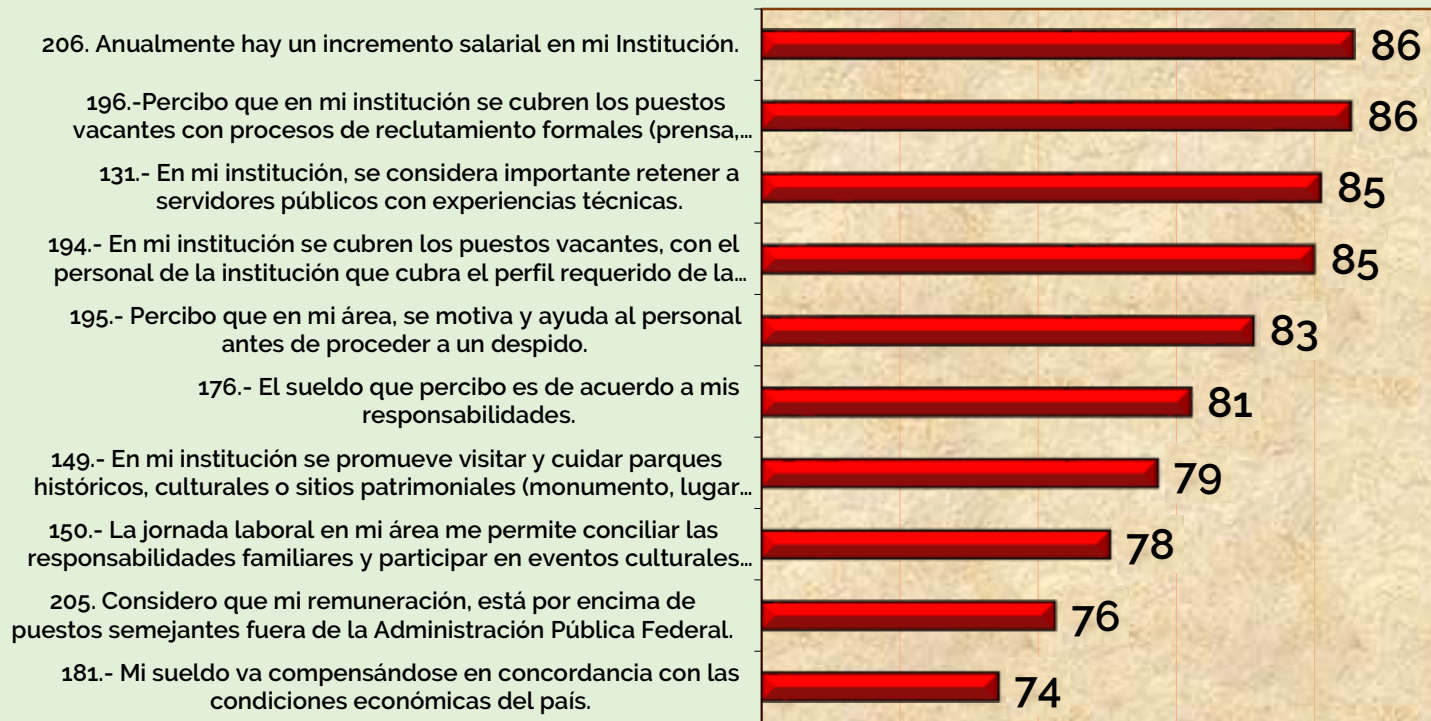 206. Anualmente hay un incremento salarial en mi Institución.
86
196.-Percibo que en mi institución se cubren los puestos
vacantes con procesos de reclutamiento formales (prensa,…
86
131.- En mi institución, se considera importante retener a
servidores públicos con experiencias técnicas.
85
194.- En mi institución se cubren los puestos vacantes, con el
personal de la institución que cubra el perfil requerido de la…
85
195.- Percibo que en mi área, se motiva y ayuda al personal
antes de proceder a un despido.
83
176.- El sueldo que percibo es de acuerdo a mis
responsabilidades.
81
149.- En mi institución se promueve visitar y cuidar parques
históricos, culturales o sitios patrimoniales (monumento, lugar…
79
150.- La jornada laboral en mi área me permite conciliar las
responsabilidades familiares y participar en eventos culturales…
78
205. Considero que mi remuneración, está por encima de
puestos semejantes fuera de la Administración Pública Federal.
76
181.- Mi sueldo va compensándose en concordancia con las
condiciones económicas del país.
74